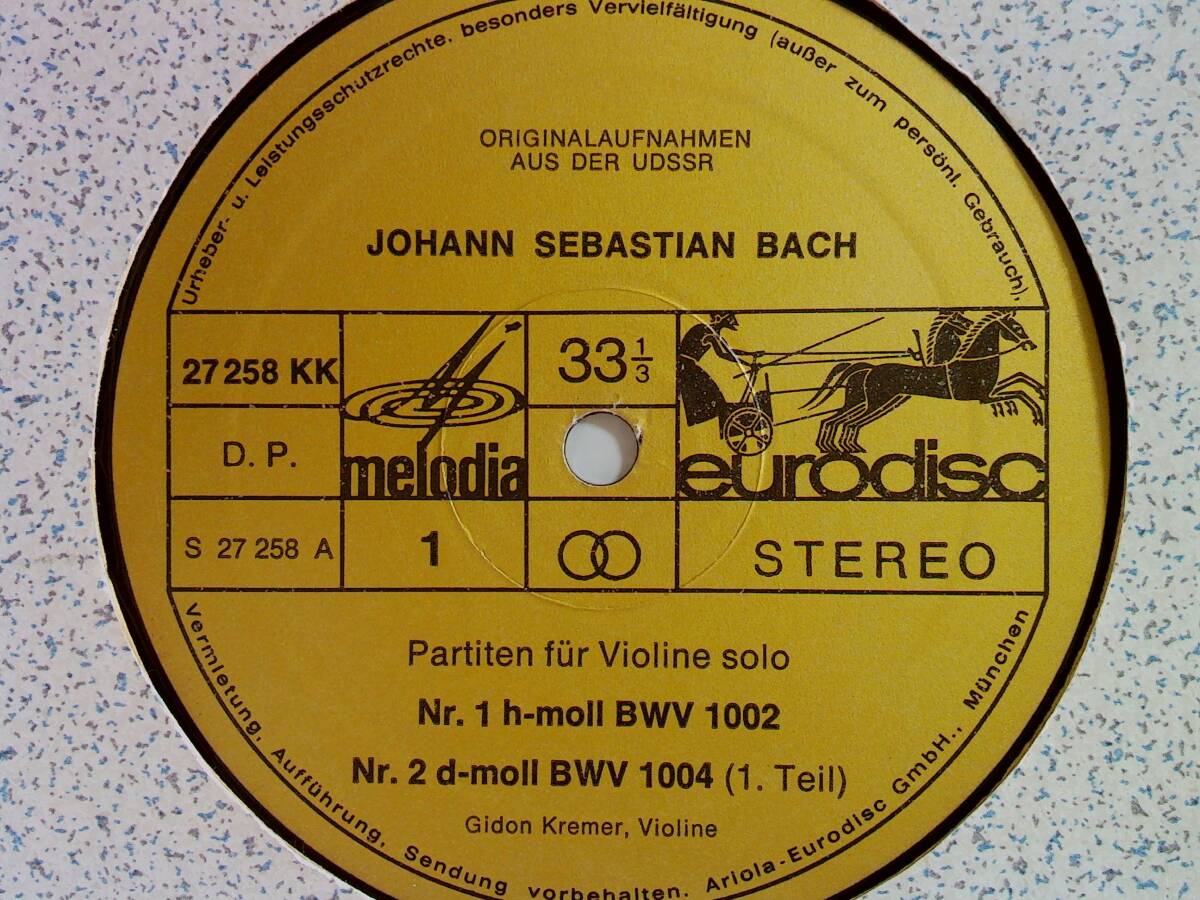 Urheber- u. Leistungsschutzrechte, besonders Vervielfältigung (außer zum persönl. Gebrauch),
ORIGINALAUFNAHMEN
AUS DER UDSSR
JOHANN SEBASTIAN BACH
27 258 KK
33 1/3
D. P.
melodia
eurodisc
S 27 258 A
1
STEREO
Partiten für Violine solo
Nr. 1 h-moll BWV 1002
Nr. 2 d-moll BWV 1004 (1. Teil)
Gidon Kremer, Violine
Vermietung, Aufführung, Sendung vorbehalten. Ariola-Eurodisc GmbH., München